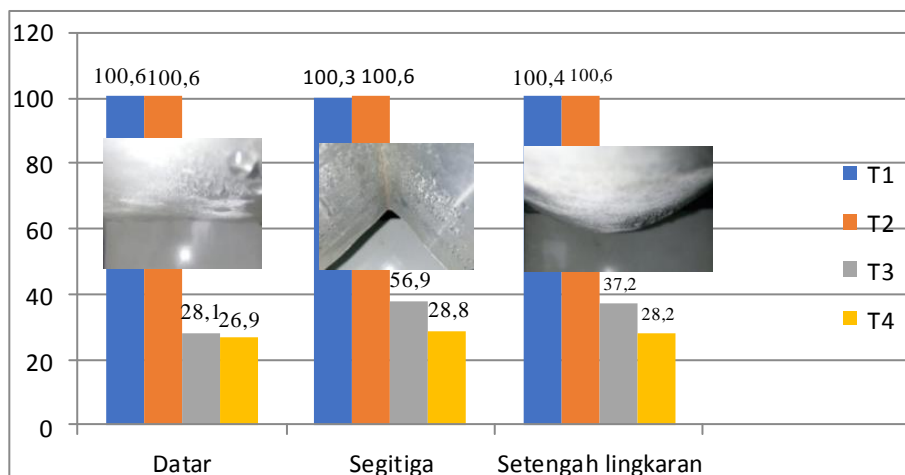 120
100
80
60
40
20
0
100,6 100,6
28,1 26,9
100,3 100,6
56,9
28,8
100,4 100,6
37,2
28,2
Datar
Segitiga
Setengah lingkaran
T1
T2
T3
T4